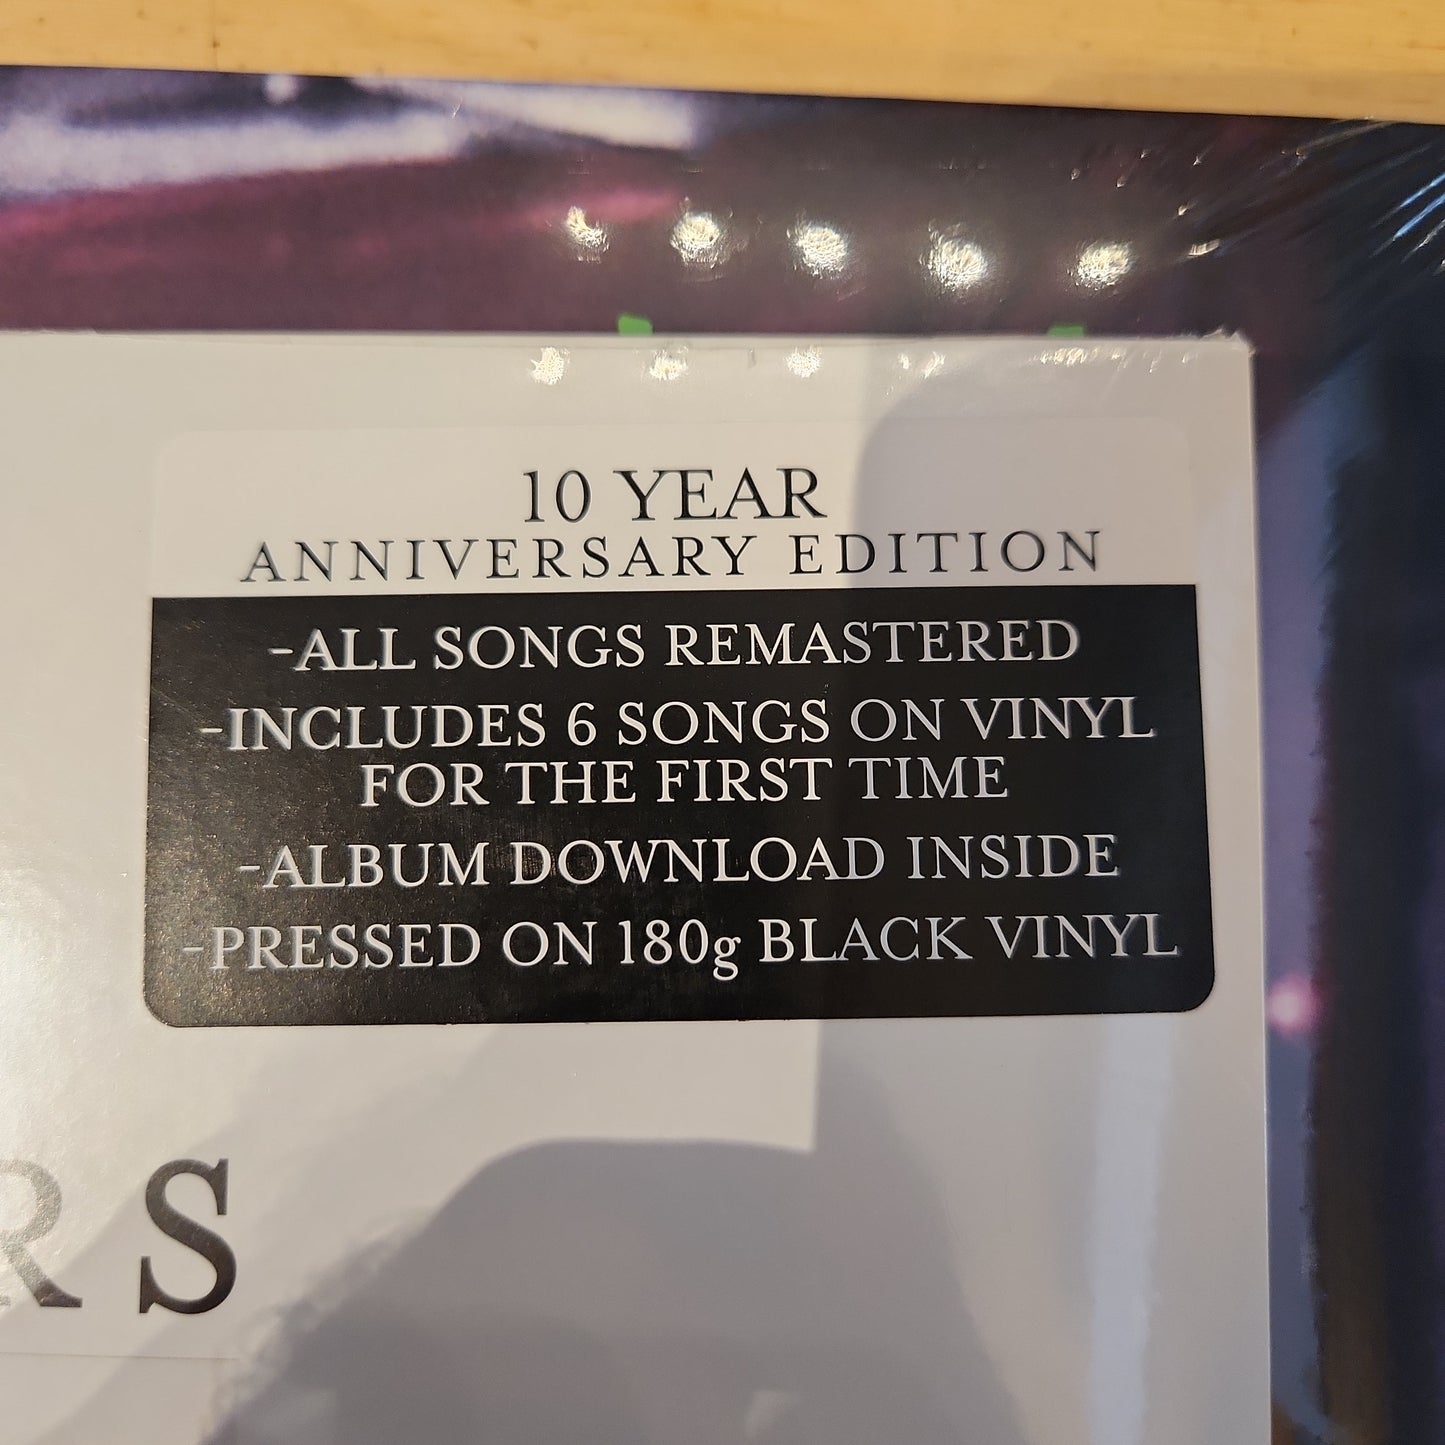 10 YEAR
ANNIVERSARY EDITION
-ALL SONGS REMASTERED
-INCLUDES 6 SONGS ON VINYL
FOR THE FIRST TIME
-ALBUM DOWNLOAD INSIDE
-PRESSED ON 180g BLACK VINYL
RS